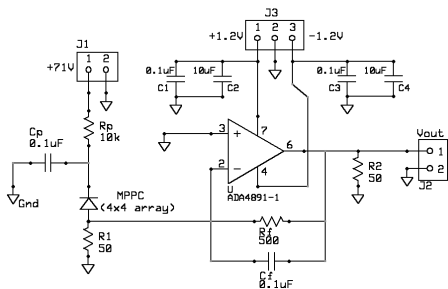 J3
+1.2V 1 2 3 -1.2V
J1
+71V 1 2
0.1uF 10uF
C1 C2
0.1uF 10uF
C3 C4
Rp
10k
Cp
0.1uF
Gnd
MPPC
(4x4 array)
R1
50
3 + 7
6
2 - 4
U
ADA4891-1
Rf
500
Cf
0.1uF
R2
50
Vout
1
2
J2